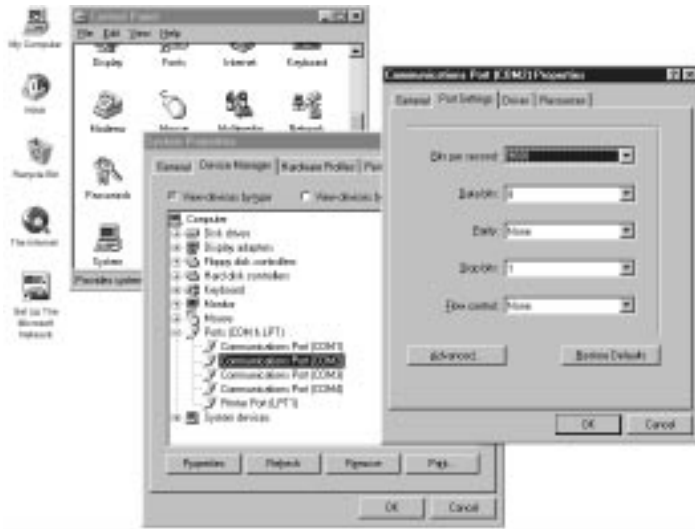 My Computer
Inbox
Recycle Bin
The Internet
Set Up The
Microsoft
Network
Control Panel
File Edit View Help
Display Fonts Internet Keyboard
Modems Mouse Multimedia Network
Passwords
System
Provides system
System Properties
General Device Manager Hardware Profiles
View devices by type View devices b
Computer
Disk drives
Display adapters
Floppy disk controllers
Hard disk controllers
Keyboard
Monitor
Mouse
Ports (COM & LPT)
Communications Port (COM1)
Communications Port (COM2)
Communications Port (COM3)
Communications Port (COM4)
Printer Port (LPT1)
System devices
Properties Refresh Remove Print...
OK Cancel
Communications Port (COM2) Properties
General Port Settings Driver Resources
Bits per second: 9600
Data bits: 8
Parity: None
Stop bits: 1
Flow control: None
Advanced... Restore Defaults
OK Cancel